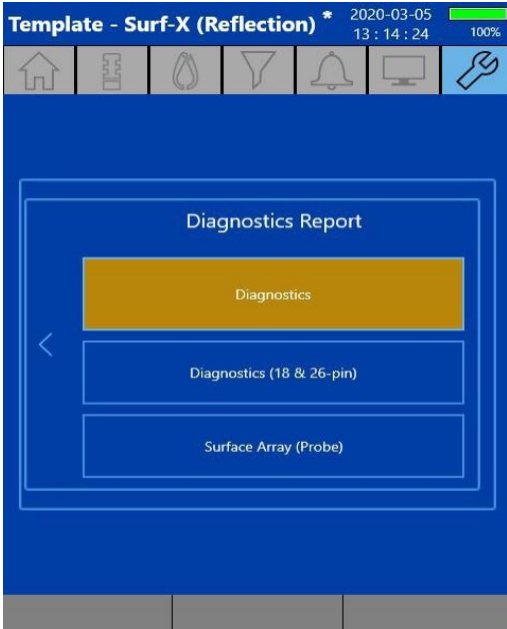 Template - Surf-X (Reflection) *
2020-03-05
13 : 14 : 24
100%
Diagnostics Report
Diagnostics
Diagnostics (18 & 26-pin)
Surface Array (Probe)